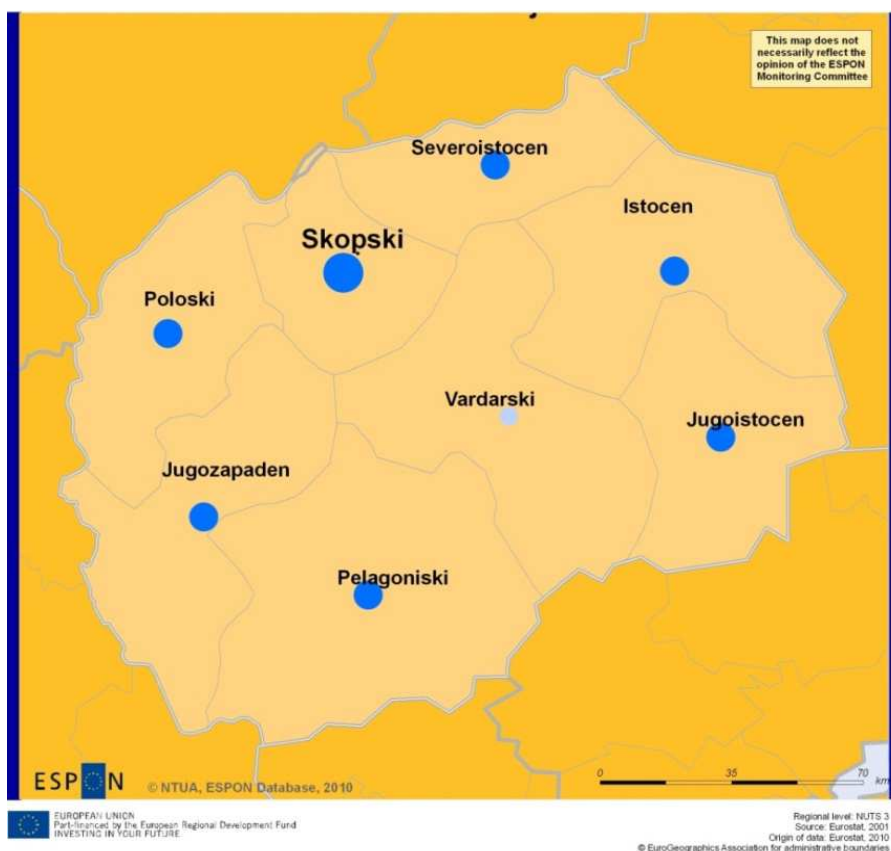 This map does not
necessarily reflect the
opinion of the ESPON
Monitoring Committee
Severoistocen
Istocen
Skopski
Poloski
Vardarski
Jugoistocen
Jugozapaden
Pelagoniski
ESPON
© NTUA, ESPON Database, 2010
0 35 70
km
EUROPEAN UNION
Part-financed by the European Regional Development Fund
INVESTING IN YOUR FUTURE
Regional level: NUTS 3
Source: Eurostat, 2001
Origin of data: Eurostat, 2010
© EuroGeographics Association for administrative boundaries